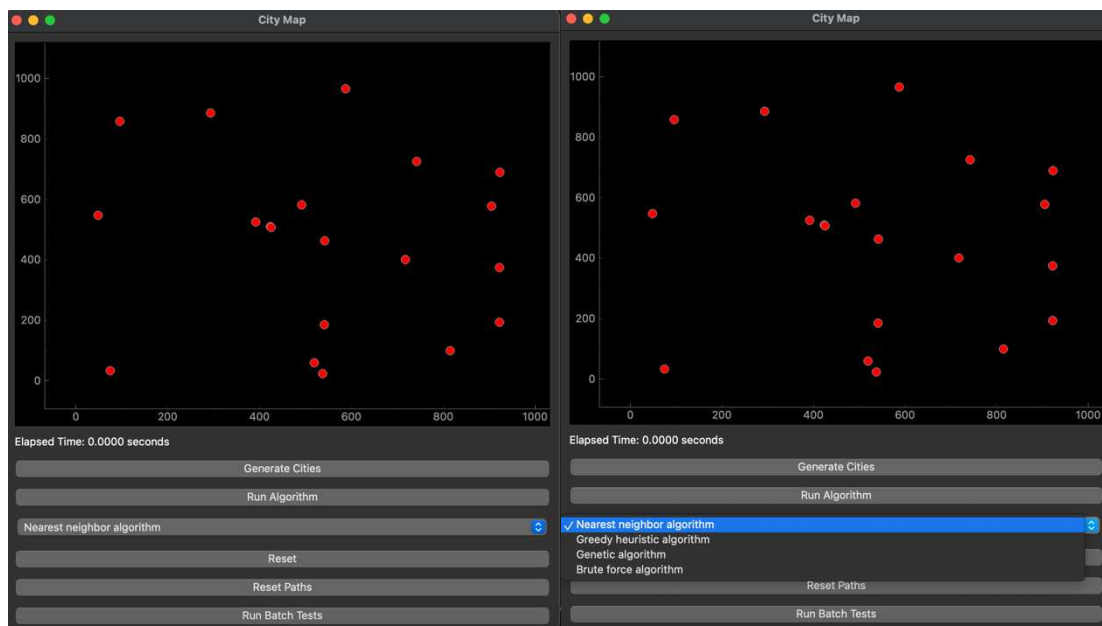 City Map
1000
800
600
400
200
0
0 200 400 600 800 1000
Elapsed Time: 0.0000 seconds
Generate Cities
Run Algorithm
Nearest neighbor algorithm
Reset
Reset Paths
Run Batch Tests
City Map
1000
800
600
400
200
0
0 200 400 600 800 1000
Elapsed Time: 0.0000 seconds
Generate Cities
Run Algorithm
✓ Nearest neighbor algorithm
Greedy heuristic algorithm
Genetic algorithm
Brute force algorithm
Reset Paths
Run Batch Tests